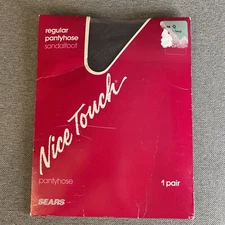 regular
pantyhose
sandalfoot
Nice Touch
pantyhose
1 pair
SEARS